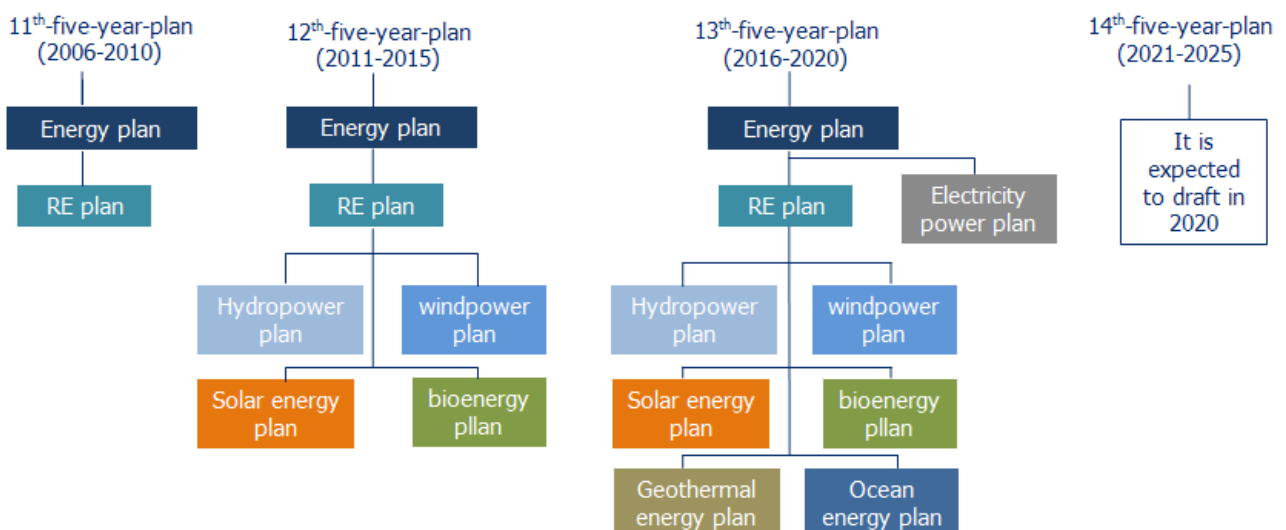 11th-five-year-plan
(2006-2010)
Energy plan
RE plan
12th-five-year-plan
(2011-2015)
Energy plan
RE plan
Hydropower
plan
windpower
plan
Solar energy
plan
bioenergy
pllan
13th-five-year-plan
(2016-2020)
Energy plan
RE plan
Electricity
power plan
Hydropower
plan
windpower
plan
Solar energy
plan
bioenergy
pllan
Geothermal
energy plan
Ocean
energy plan
14th-five-year-plan
(2021-2025)
It is
expected
to draft in
2020